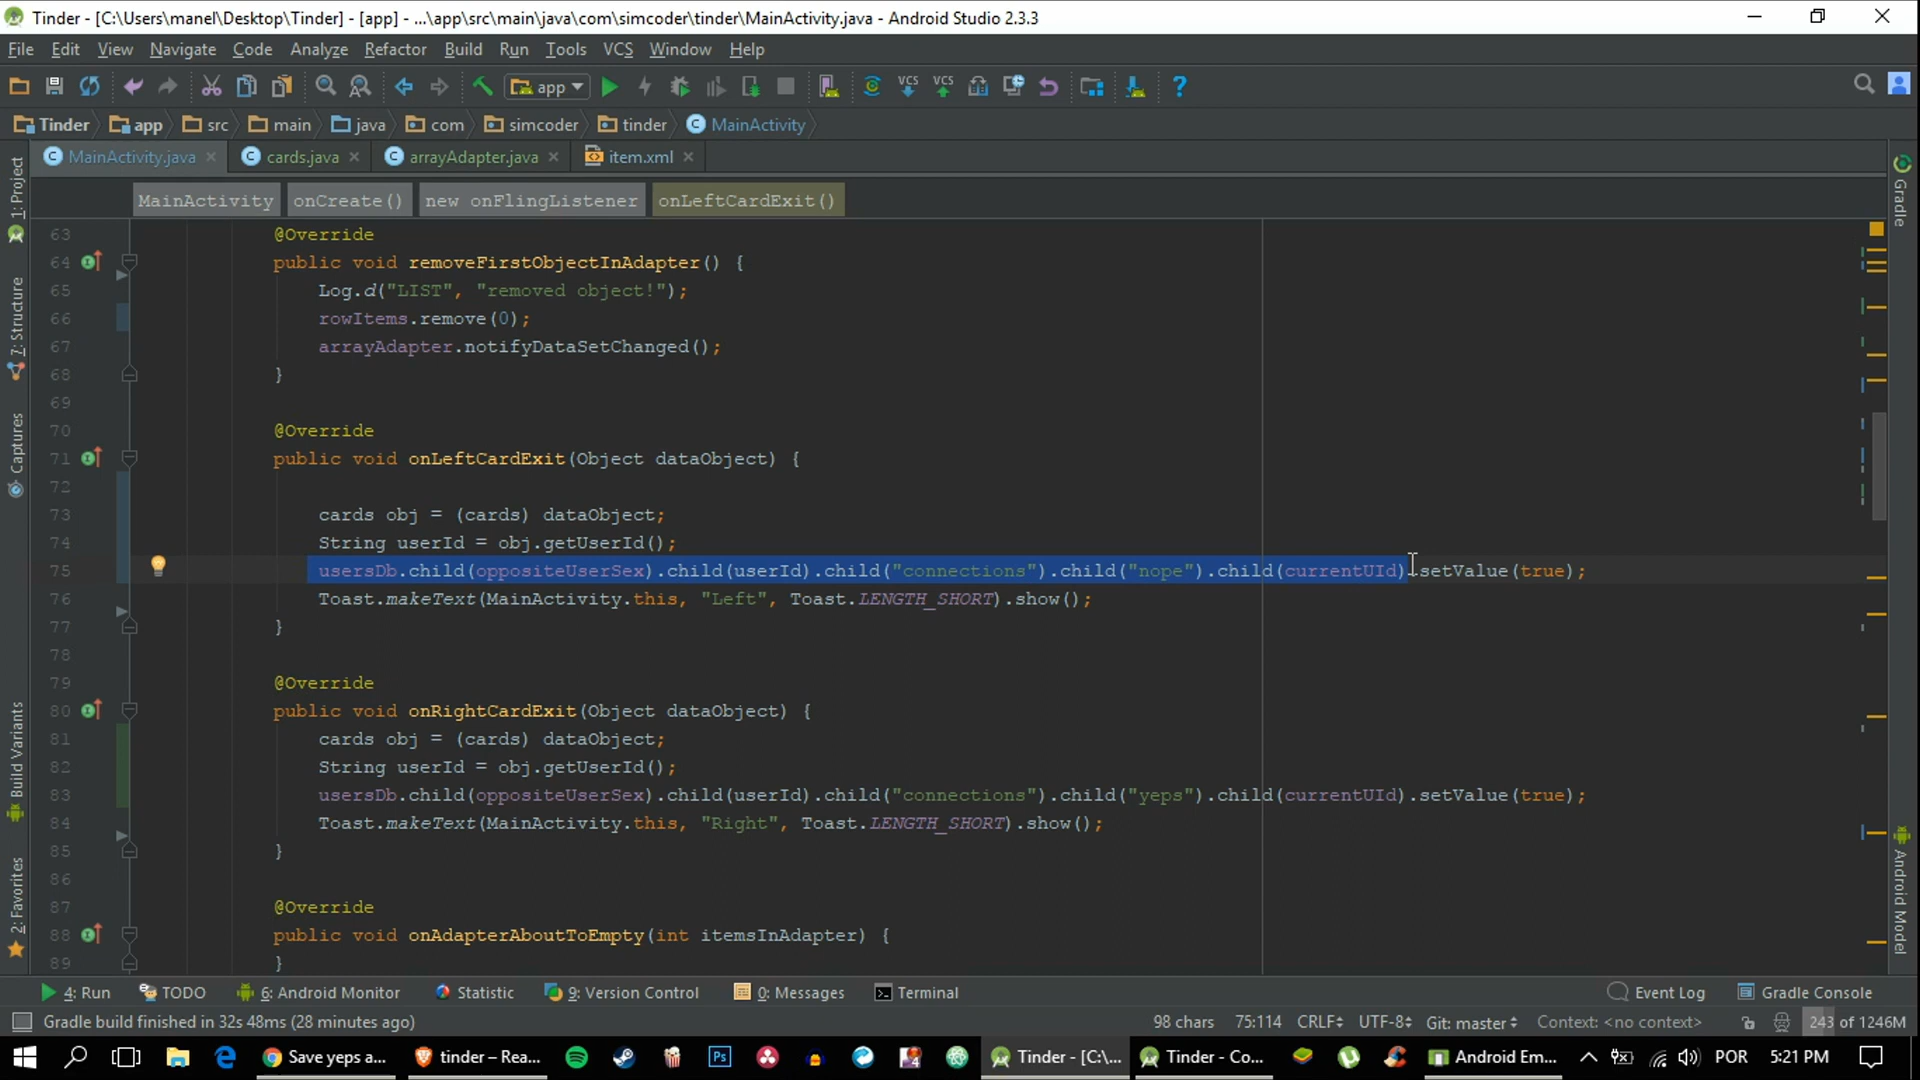 Tinder - [C:\Users\manel\Desktop\Tinder] - [app] - ...\app\src\main\java\com\simcoder\tinder\MainActivity.java - Android Studio 2.3.3
File Edit View Navigate Code Analyze Refactor Build Run Tools VCS Window Help
app VCS VCS ?
Tinder app src main java com simcoder tinder MainActivity
MainActivity.java cards.java arrayAdapter.java item.xml
MainActivity onCreate() new onFlingListener onLeftCardExit()
63 @Override
64 public void removeFirstObjectInAdapter() {
65 Log.d("LIST", "removed object!");
66 rowItems.remove(0);
67 arrayAdapter.notifyDataSetChanged();
68 }
69
70 @Override
71 public void onLeftCardExit(Object dataObject) {
72
73 cards obj = (cards) dataObject;
74 String userId = obj.getUserId();
75 usersDb.child(oppositeUserSex).child(userId).child("connections").child("nope").child(currentUId).setValue(true);
76 Toast.makeText(MainActivity.this, "Left", Toast.LENGTH_SHORT).show();
77 }
78
79 @Override
80 public void onRightCardExit(Object dataObject) {
81 cards obj = (cards) dataObject;
82 String userId = obj.getUserId();
83 usersDb.child(oppositeUserSex).child(userId).child("connections").child("yeps").child(currentUId).setValue(true);
84 Toast.makeText(MainActivity.this, "Right", Toast.LENGTH_SHORT).show();
85 }
86
87 @Override
88 public void onAdapterAboutToEmpty(int itemsInAdapter) {
89 }
1: Project
7: Structure
Captures
Build Variants
2: Favorites
Gradle
Android Model
4: Run TODO 6: Android Monitor Statistic 9: Version Control 0: Messages Terminal Event Log Gradle Console
Gradle build finished in 32s 48ms (28 minutes ago) 98 chars 75:114 CRLF UTF-8 Git: master Context: <no context> 243 of 1246M
Save yeps a... tinder – Rea... Ps Tinder - [C:\... Tinder - Co... Android Em... POR 5:21 PM